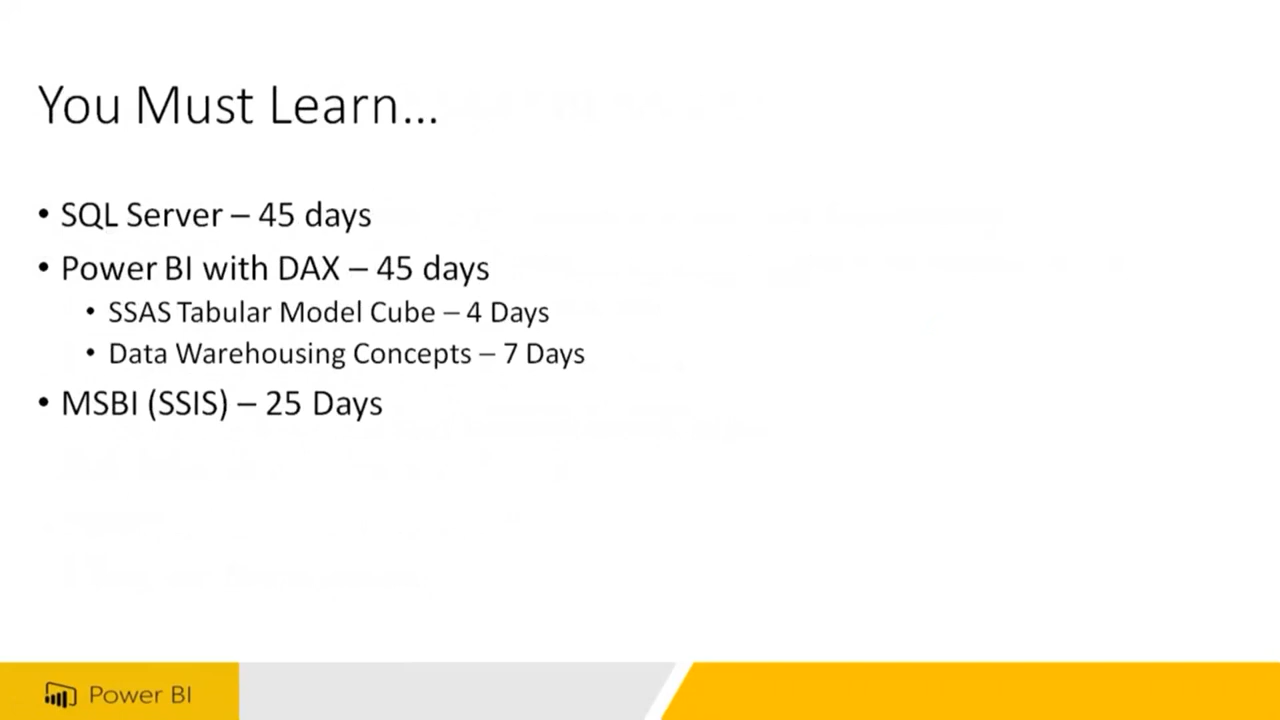 You Must Learn...
• SQL Server – 45 days
• Power BI with DAX – 45 days
• SSAS Tabular Model Cube – 4 Days
• Data Warehousing Concepts – 7 Days
• MSBI (SSIS) – 25 Days
Power BI